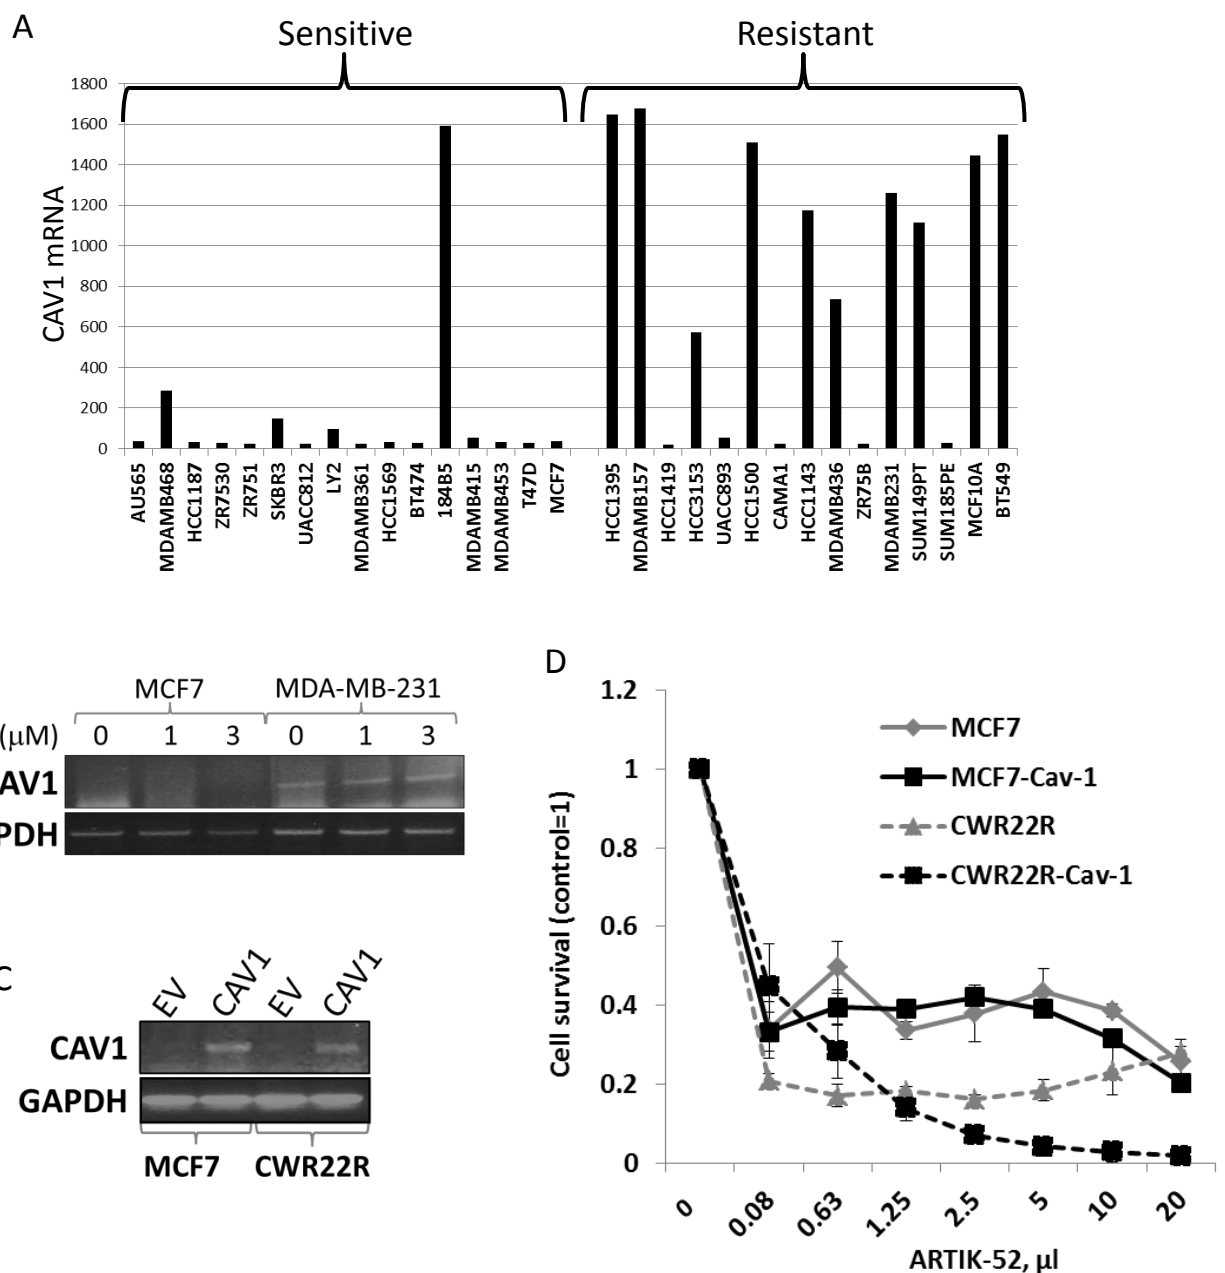 A
Sensitive
Resistant
CAV1 mRNA
1800
1600
1400
1200
1000
800
600
400
200
0
AU565
MDAMB468
HCC1187
ZR7530
ZR751
SKBR3
UACC812
LY2
MDAMB361
HCC1569
BT474
184B5
MDAMB415
MDAMB453
T47D
MCF7
HCC1395
MDAMB157
HCC1419
HCC3153
UACC893
HCC1500
CAMA1
HCC1143
MDAMB436
ZR75B
MDAMB231
SUM149PT
SUM185PE
MCF10A
BT549
MCF7 MDA-MB-231
(μM) 0 1 3 0 1 3
AV1
PDH
C
EV CAV1 EV CAV1
CAV1
GAPDH
MCF7 CWR22R
D
Cell survival (control=1)
1.2
1
0.8
0.6
0.4
0.2
0
MCF7
MCF7-Cav-1
CWR22R
CWR22R-Cav-1
0 0.08 0.63 1.25 2.5 5 10 20
ARTIK-52, μl